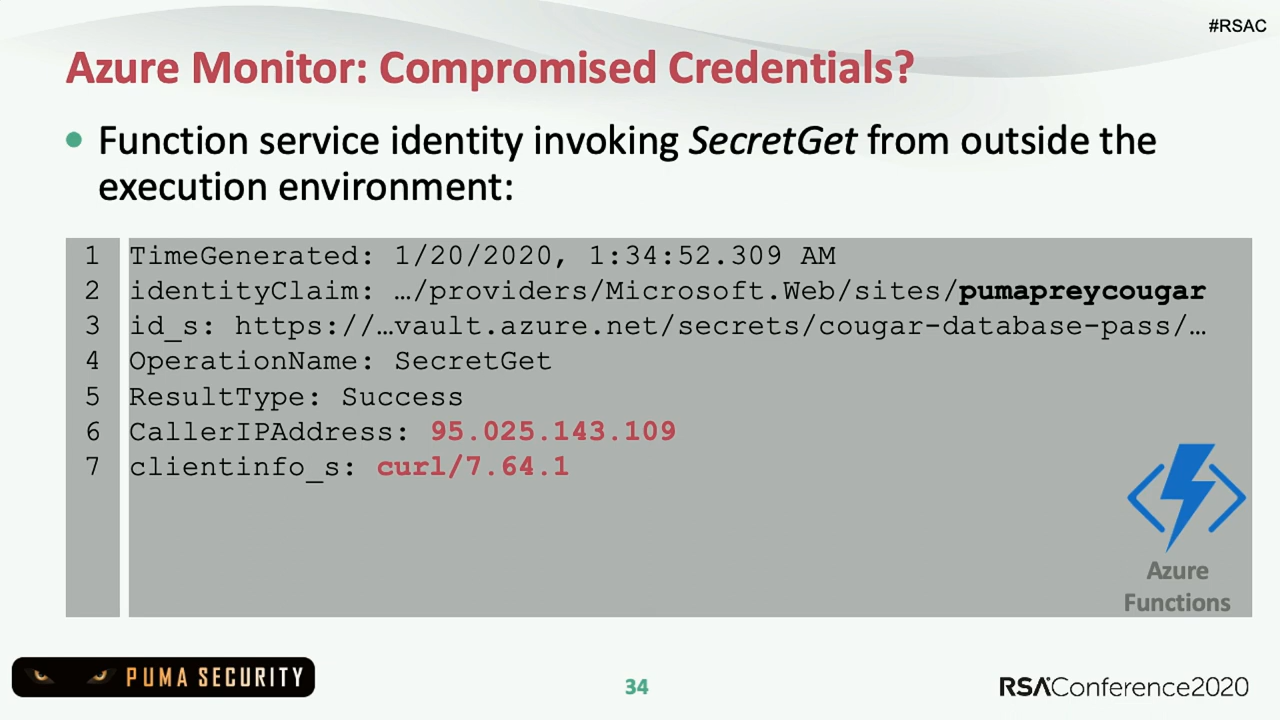 #RSAC
Azure Monitor: Compromised Credentials?
• Function service identity invoking SecretGet from outside the
execution environment:
1 TimeGenerated: 1/20/2020, 1:34:52.309 AM
2 identityClaim: …/providers/Microsoft.Web/sites/pumapreycougar
3 id_s: https://…vault.azure.net/secrets/cougar-database-pass/…
4 OperationName: SecretGet
5 ResultType: Success
6 CallerIPAddress: 95.025.143.109
7 clientinfo_s: curl/7.64.1
Azure
Functions
PUMA SECURITY
34
RSAConference2020